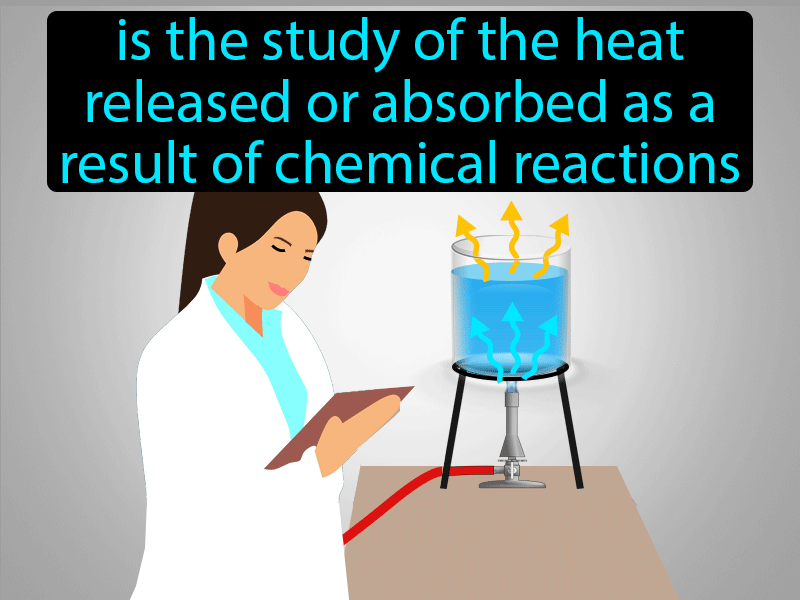 is the study of the heat
released or absorbed as a
result of chemical reactions